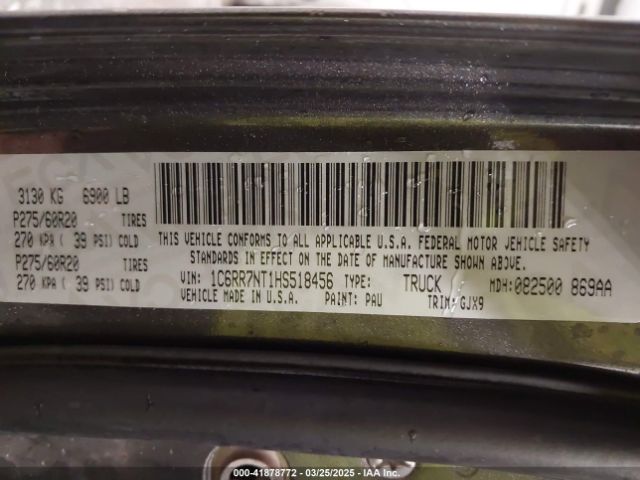 3130 KG 6900 LB
P275/60R20 TIRES
270 KPA ( 39 PSI) COLD
P275/60R20 TIRES
270 KPA ( 39 PSI) COLD
THIS VEHICLE CONFORMS TO ALL APPLICABLE U.S.A. FEDERAL MOTOR VEHICLE SAFETY
STANDARDS IN EFFECT ON THE DATE OF MANUFACTURE SHOWN ABOVE.
VIN: 1C6RR7NT1HS518456 TYPE: TRUCK MDH:082500 869AA
VEHICLE MADE IN U.S.A. PAINT: PAU TRIM: GJX9
000-41878772 — 03/25/2025 — IAA, Inc.